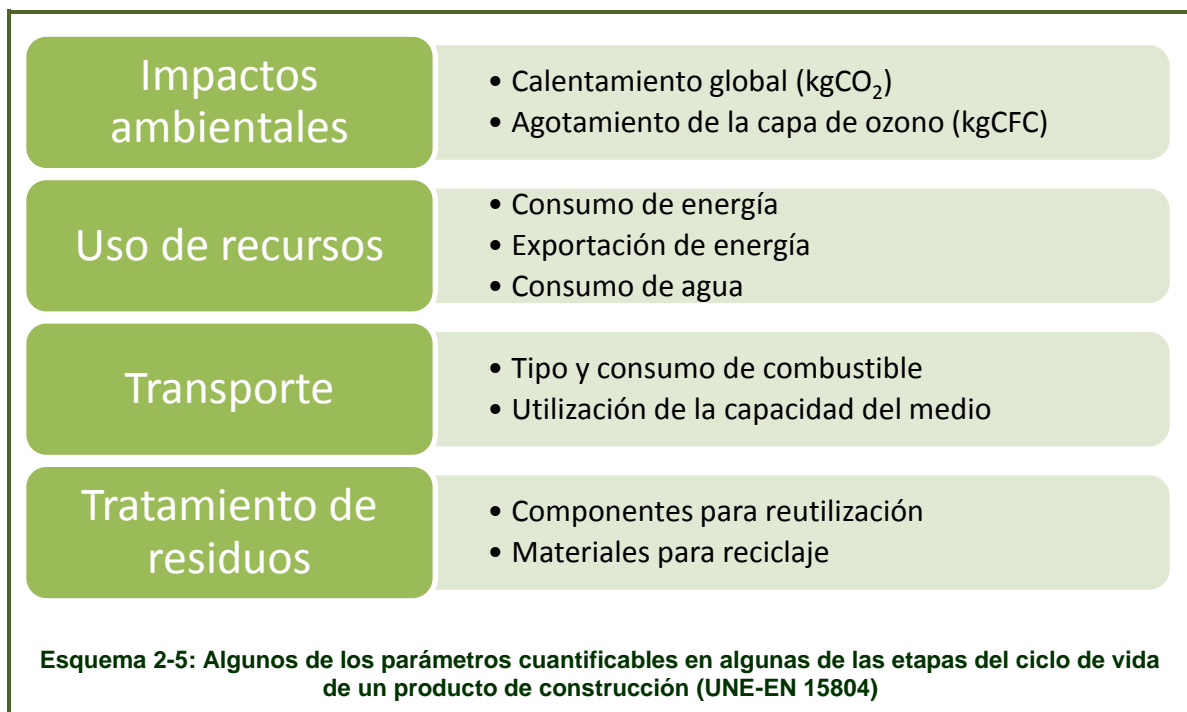 Impactos
ambientales
• Calentamiento global (kgCO₂)
• Agotamiento de la capa de ozono (kgCFC)
Uso de recursos
• Consumo de energía
• Exportación de energía
• Consumo de agua
Transporte
• Tipo y consumo de combustible
• Utilización de la capacidad del medio
Tratamiento de
residuos
• Componentes para reutilización
• Materiales para reciclaje
Esquema 2-5: Algunos de los parámetros cuantificables en algunas de las etapas del ciclo de vida
de un producto de construcción (UNE-EN 15804)